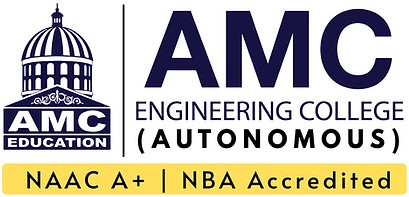 AMC
EDUCATION
AMC
ENGINEERING COLLEGE
(AUTONOMOUS)
NAAC A+ | NBA Accredited